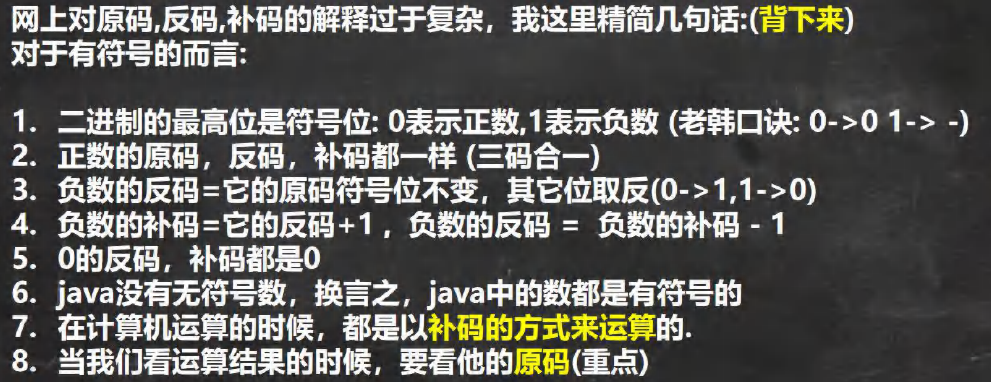 网上对原码,反码,补码的解释过于复杂，我这里精简几句话:(背下来)
对于有符号的而言:
1. 二进制的最高位是符号位: 0表示正数,1表示负数 (老韩口诀: 0->0 1-> -)
2. 正数的原码，反码，补码都一样 (三码合一)
3. 负数的反码=它的原码符号位不变，其它位取反(0->1,1->0)
4. 负数的补码=它的反码+1 ，负数的反码 = 负数的补码 - 1
5. 0的反码，补码都是0
6. java没有无符号数，换言之，java中的数都是有符号的
7. 在计算机运算的时候，都是以补码的方式来运算的.
8. 当我们看运算结果的时候，要看他的原码(重点)